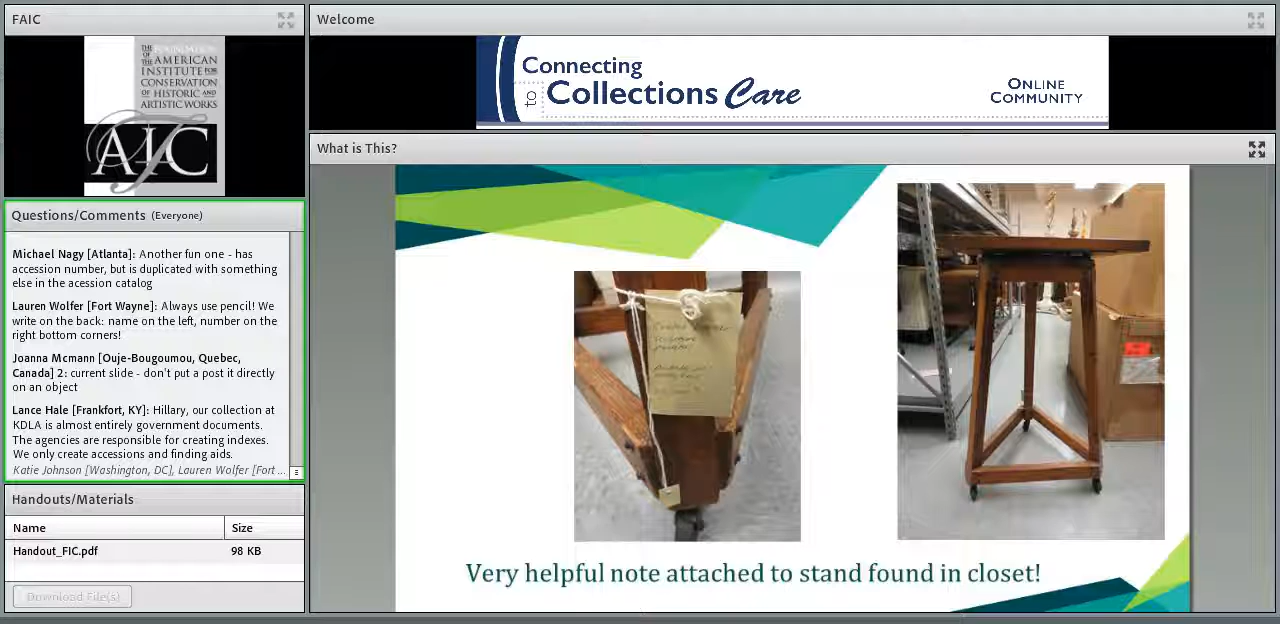 FAIC
THE FOUNDATION
OF THE AMERICAN
INSTITUTE FOR
CONSERVATION
OF HISTORIC AND
ARTISTIC WORKS
AIC
Questions/Comments (Everyone)
Michael Nagy [Atlanta]: Another fun one - has
accession number, but is duplicated with something
else in the acession catalog
Lauren Wolfer [Fort Wayne]: Always use pencil! We
write on the back: name on the left, number on the
right bottom corners!
Joanna Mcmann [Ouje-Bougoumou, Quebec,
Canada] 2: current slide - don't put a post it directly
on an object
Lance Hale [Frankfort, KY]: Hillary, our collection at
KDLA is almost entirely government documents.
The agencies are responsible for creating indexes.
We only create accessions and finding aids.
Katie Johnson [Washington, DC], Lauren Wolfer [Fort ...
Handouts/Materials
Name Size
Handout_FIC.pdf 98 KB
Download File(s)
Welcome
Connecting
to Collections Care
ONLINE
COMMUNITY
What is This?
Very helpful note attached to stand found in closet!